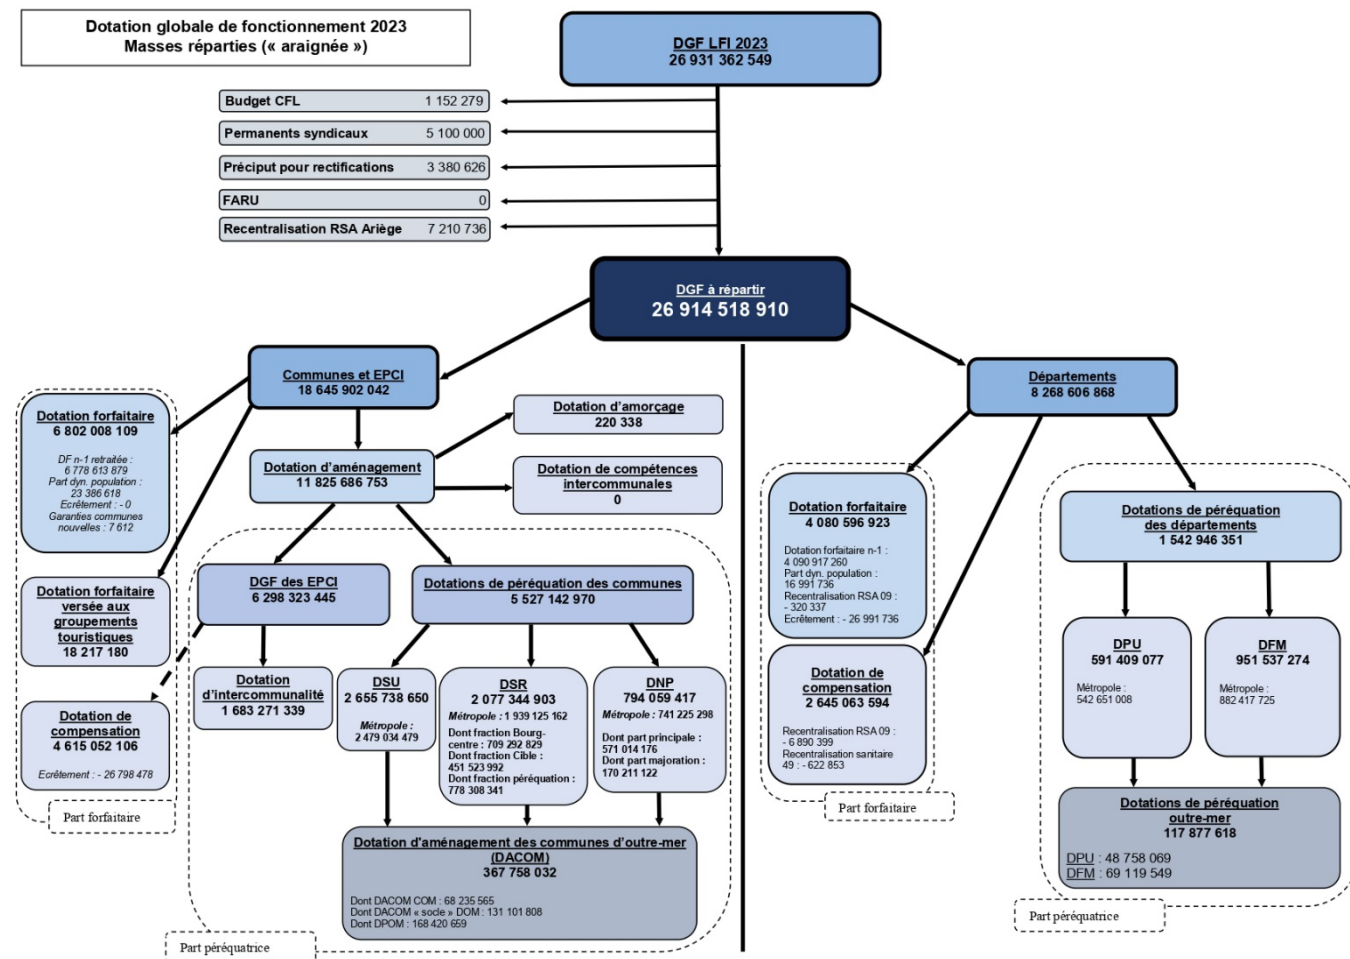 Dotation globale de fonctionnement 2023
Masses réparties (« araignée »)
DGF LFI 2023
26 931 362 549
Budget CFL 1 152 279
Permanents syndicaux 5 100 000
Préciput pour rectifications 3 380 626
FARU 0
Recentralisation RSA Ariège 7 210 736
DGF à répartir
26 914 518 910
Communes et EPCI
18 645 902 042
Départements
8 268 606 868
Dotation forfaitaire
6 802 008 109
DF n-1 retraitée :
6 778 613 879
Part dyn. population :
23 386 618
Ecrêtement : - 0
Garanties communes
nouvelles : 7 612
Dotation d'amorçage
220 338
Dotation d'aménagement
11 825 686 753
Dotation de compétences
intercommunales
0
Dotation forfaitaire
versée aux
groupements
touristiques
18 217 180
DGF des EPCI
6 298 323 445
Dotations de péréquation des communes
5 527 142 970
Dotation de
compensation
4 615 052 106
Ecrêtement : - 26 798 478
Part forfaitaire
Dotation
d'intercommunalité
1 683 271 339
DSU
2 655 738 650
Métropole :
2 479 034 479
DSR
2 077 344 903
Métropole : 1 939 125 162
Dont fraction Bourg-
centre : 709 292 829
Dont fraction Cible :
451 523 992
Dont fraction péréquation :
778 308 341
DNP
794 059 417
Métropole : 741 225 298
Dont part principale :
571 014 176
Dont part majoration :
170 211 122
Dotation d'aménagement des communes d'outre-mer
(DACOM)
367 758 032
Dont DACOM COM : 68 235 565
Dont DACOM « socle » DOM : 131 101 808
Dont DPOM : 168 420 659
Part péréquatrice
Dotation forfaitaire
4 080 596 923
Dotation forfaitaire n-1 :
4 090 917 260
Part dyn. population :
16 991 736
Recentralisation RSA 09 :
- 320 337
Ecrêtement : - 26 991 736
Dotation de
compensation
2 645 063 594
Recentralisation RSA 09 :
- 6 890 399
Recentralisation sanitaire
49 : - 622 853
Part forfaitaire
Dotations de péréquation
des départements
1 542 946 351
DPU
591 409 077
Métropole :
542 651 008
DFM
951 537 274
Métropole :
882 417 725
Dotations de péréquation
outre-mer
117 877 618
DPU : 48 758 069
DFM : 69 119 549
Part péréquatrice